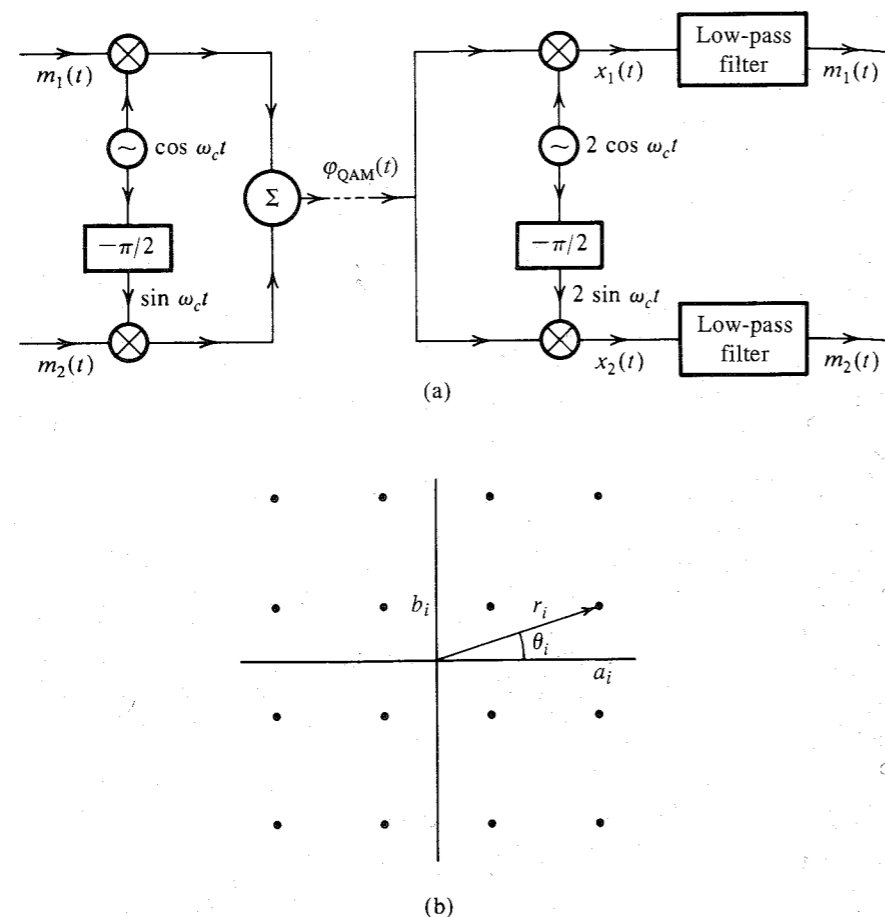 m₁(t)
cos ω_c t
−π/2
sin ω_c t
m₂(t)
Σ
φ_QAM(t)
x₁(t)
Low-pass
filter
m₁(t)
~
2 cos ω_c t
~
−π/2
2 sin ω_c t
x₂(t)
Low-pass
filter
m₂(t)
(a)
b_i
r_i
θ_i
a_i
(b)